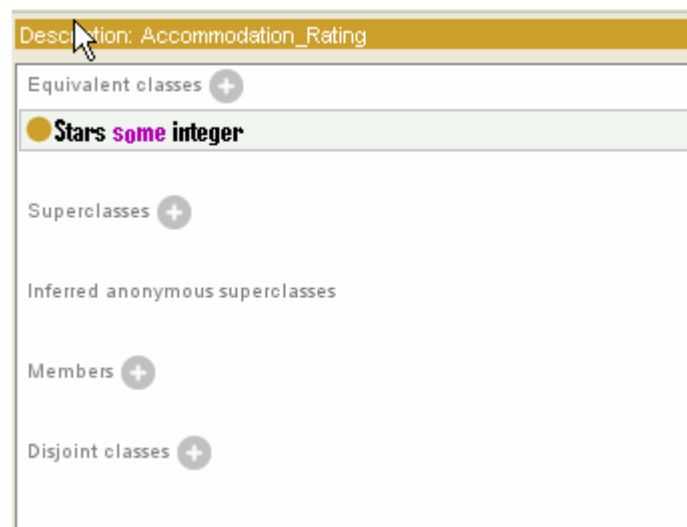 Description: Accommodation_Rating
Equivalent classes
Stars some integer
Superclasses
Inferred anonymous superclasses
Members
Disjoint classes